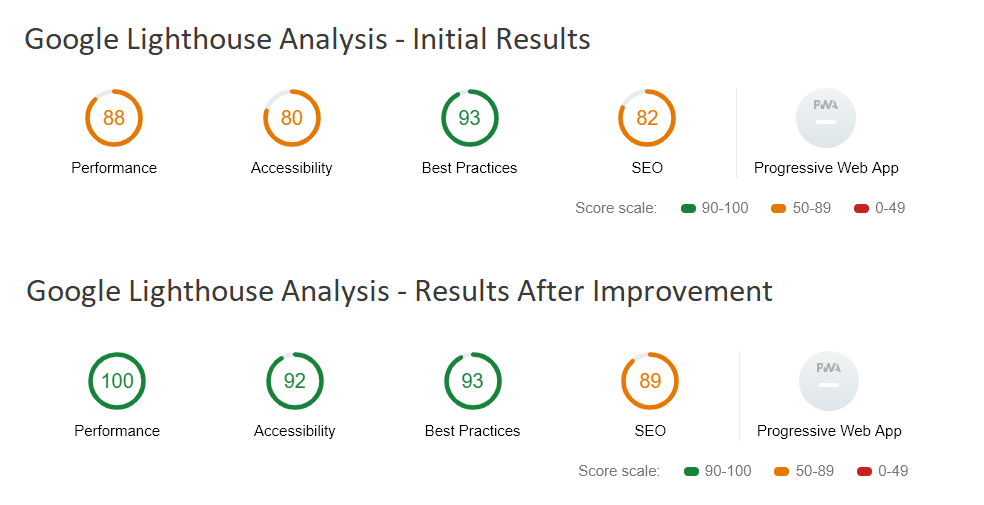 Google Lighthouse Analysis - Initial Results
88 80 93 82 PWA
Performance Accessibility Best Practices SEO Progressive Web App
Score scale: 90-100 50-89 0-49
Google Lighthouse Analysis - Results After Improvement
100 92 93 89 PWA
Performance Accessibility Best Practices SEO Progressive Web App
Score scale: 90-100 50-89 0-49